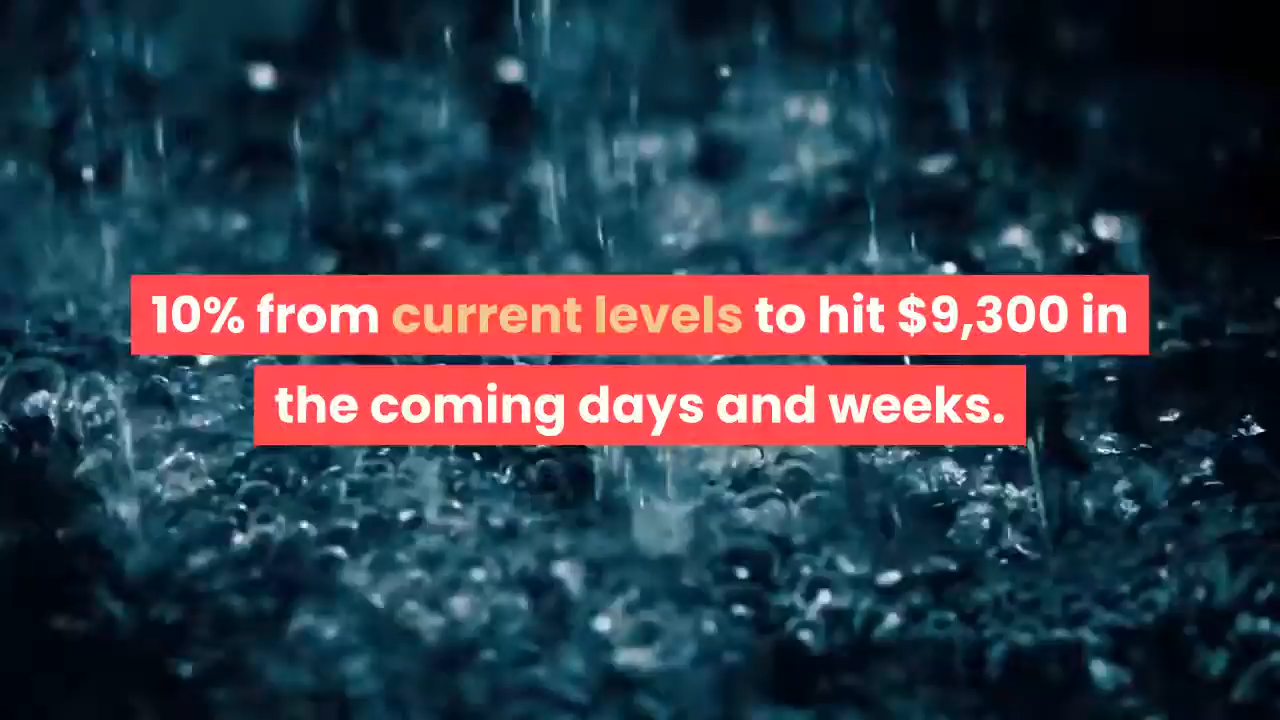 10% from current levels to hit $9,300 in
the coming days and weeks.